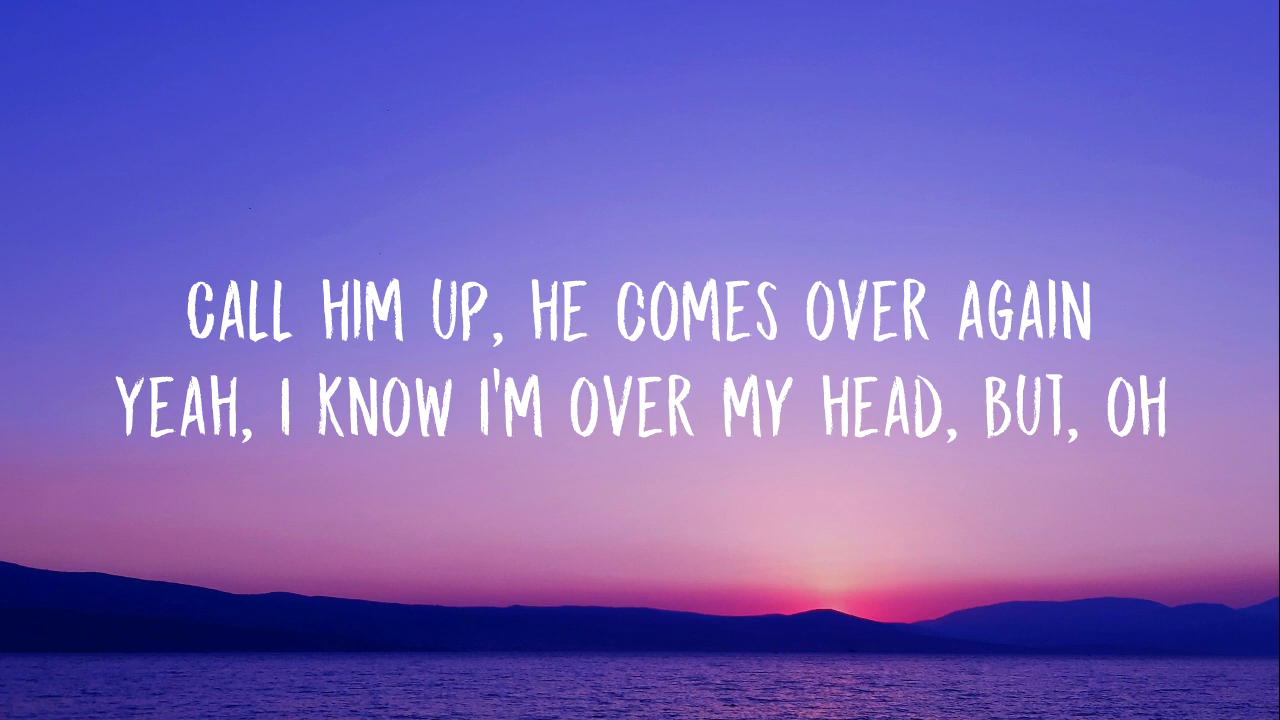 CALL HIM UP, HE COMES OVER AGAIN
YEAH, I KNOW I'M OVER MY HEAD, BUT, OH